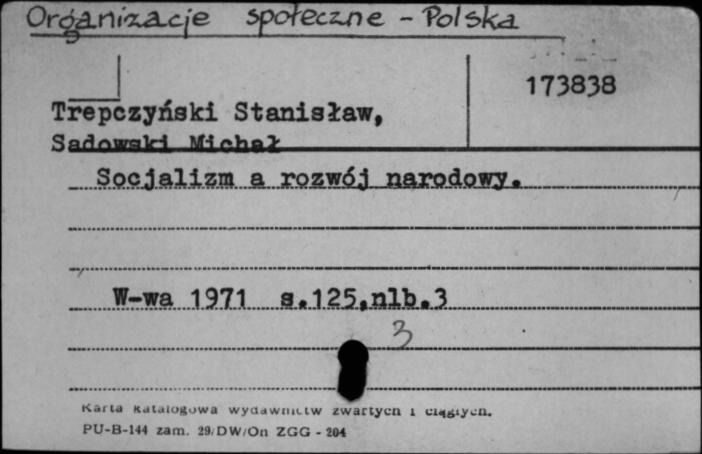 Organizacje społeczne - Polska
173838
Trepczyński Stanisław,
Sadowski Michał
Socjalizm a rozwój narodowy.
W-wa 1971 s.125,nlb.3
3
Karta katalogowa wydawnictw zwartych i ciągłych.
PU-B-144 zam. 29/DW/On ZGG - 204